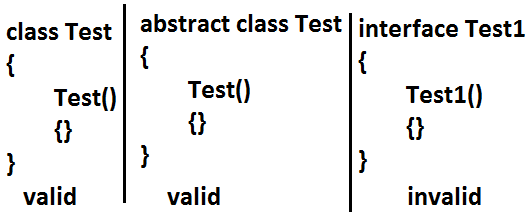 class Test
{
Test()
{}
}
valid
abstract class Test
{
Test()
{}
}
valid
interface Test1
{
Test1()
{}
}
invalid